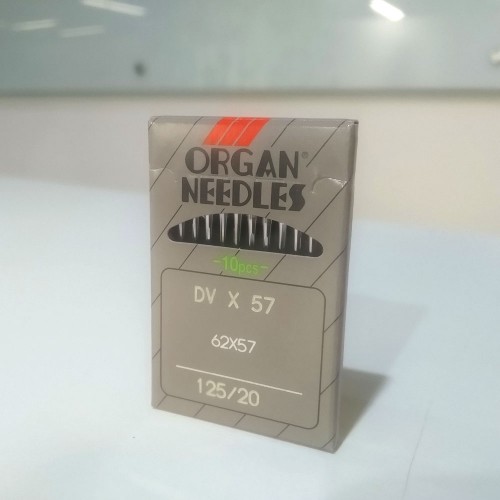 ORGAN®
NEEDLES
-10pcs-
DV X 57
62X57
125/20